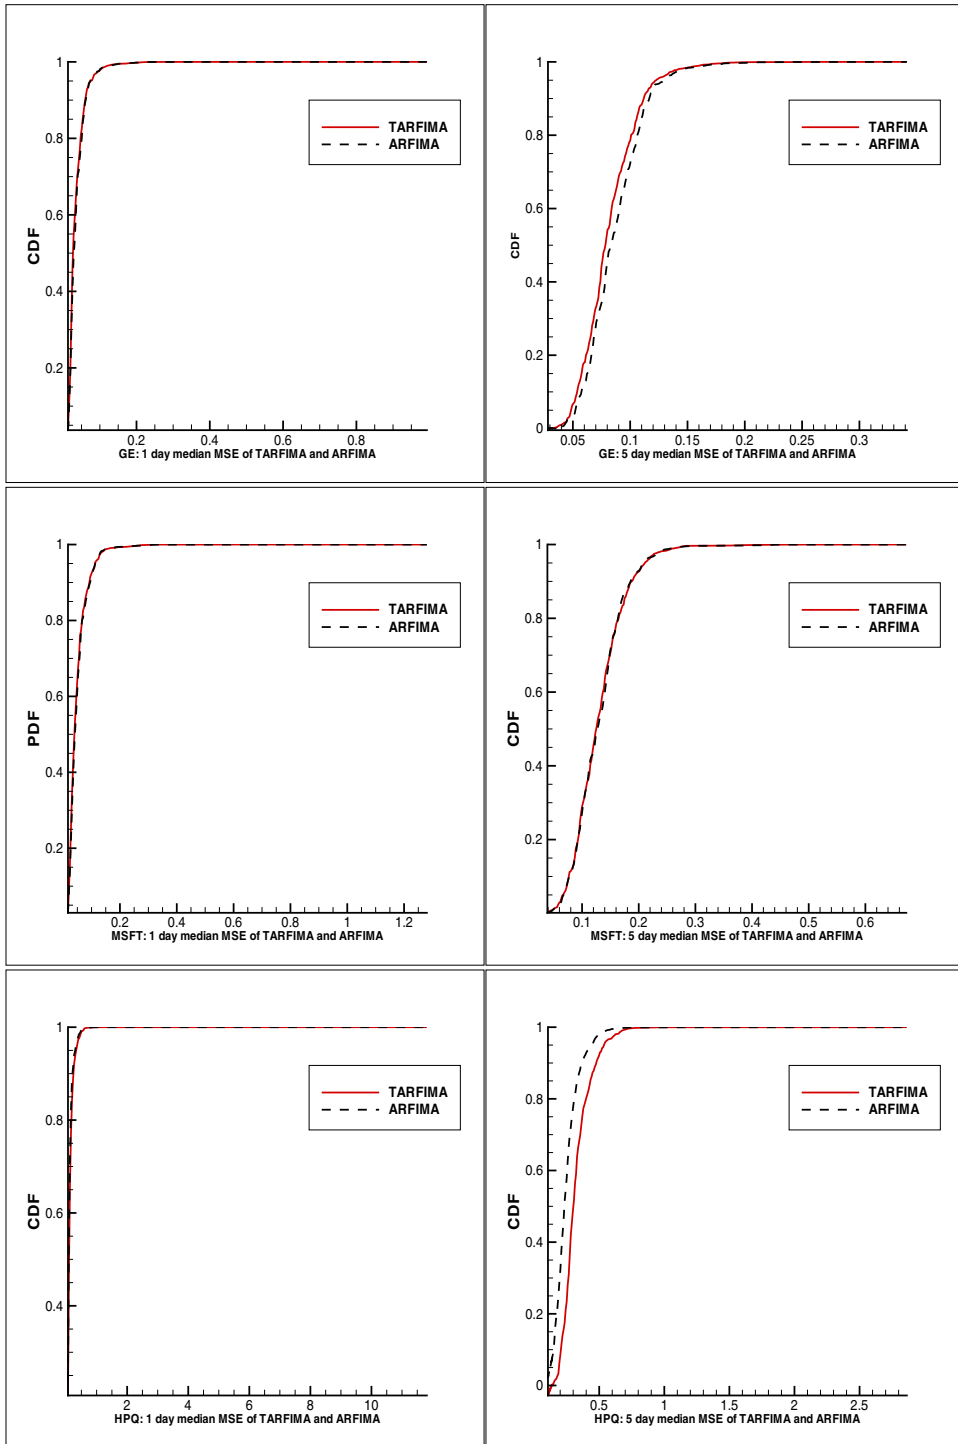 1
0.8
0.6
0.4
0.2
CDF
TARFIMA
ARFIMA
0.2 0.4 0.6 0.8
GE: 1 day median MSE of TARFIMA and ARFIMA
1
0.8
0.6
0.4
0.2
0
CDF
TARFIMA
ARFIMA
0.05 0.1 0.15 0.2 0.25 0.3
GE: 5 day median MSE of TARFIMA and ARFIMA
1
0.8
0.6
0.4
0.2
PDF
TARFIMA
ARFIMA
0.2 0.4 0.6 0.8 1 1.2
MSFT: 1 day median MSE of TARFIMA and ARFIMA
1
0.8
0.6
0.4
0.2
CDF
TARFIMA
ARFIMA
0.1 0.2 0.3 0.4 0.5 0.6
MSFT: 5 day median MSE of TARFIMA and ARFIMA
1
0.8
0.6
0.4
CDF
TARFIMA
ARFIMA
2 4 6 8 10
HPQ: 1 day median MSE of TARFIMA and ARFIMA
1
0.8
0.6
0.4
0.2
0
CDF
TARFIMA
ARFIMA
0.5 1 1.5 2 2.5
HPQ: 5 day median MSE of TARFIMA and ARFIMA